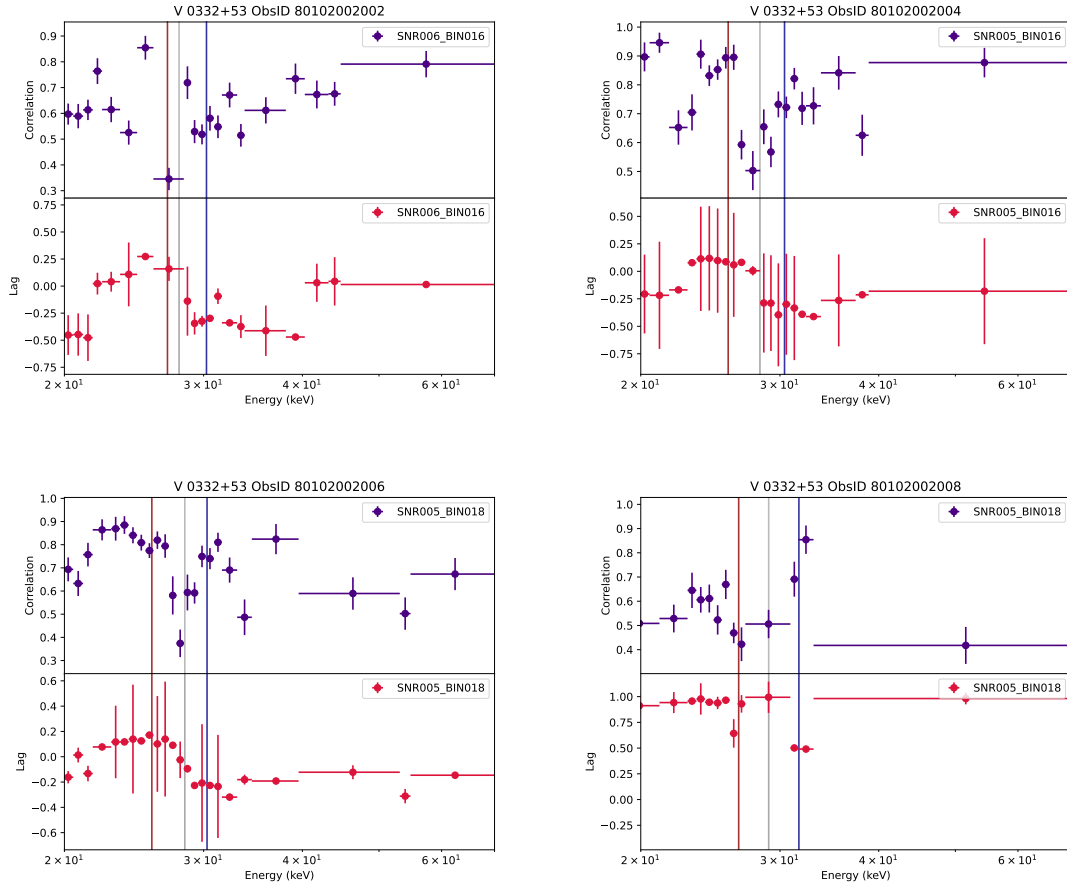 V 0332+53 ObsID 80102002002
SNR006_BIN016
0.9
0.8
0.7
0.6
0.5
0.4
0.3
Correlation
SNR006_BIN016
0.75
0.50
0.25
0.00
−0.25
−0.50
−0.75
Lag
2 × 10¹ 3 × 10¹ 4 × 10¹ 6 × 10¹
Energy (keV)
V 0332+53 ObsID 80102002004
SNR005_BIN016
1.0
0.9
0.8
0.7
0.6
0.5
Correlation
SNR005_BIN016
0.50
0.25
0.00
−0.25
−0.50
−0.75
Lag
2 × 10¹ 3 × 10¹ 4 × 10¹ 6 × 10¹
Energy (keV)
V 0332+53 ObsID 80102002006
SNR005_BIN018
1.0
0.9
0.8
0.7
0.6
0.5
0.4
0.3
Correlation
SNR005_BIN018
0.6
0.4
0.2
0.0
−0.2
−0.4
−0.6
Lag
2 × 10¹ 3 × 10¹ 4 × 10¹ 6 × 10¹
Energy (keV)
V 0332+53 ObsID 80102002008
SNR005_BIN018
1.0
0.9
0.8
0.7
0.6
0.5
0.4
Correlation
SNR005_BIN018
1.00
0.75
0.50
0.25
0.00
−0.25
Lag
2 × 10¹ 3 × 10¹ 4 × 10¹ 6 × 10¹
Energy (keV)